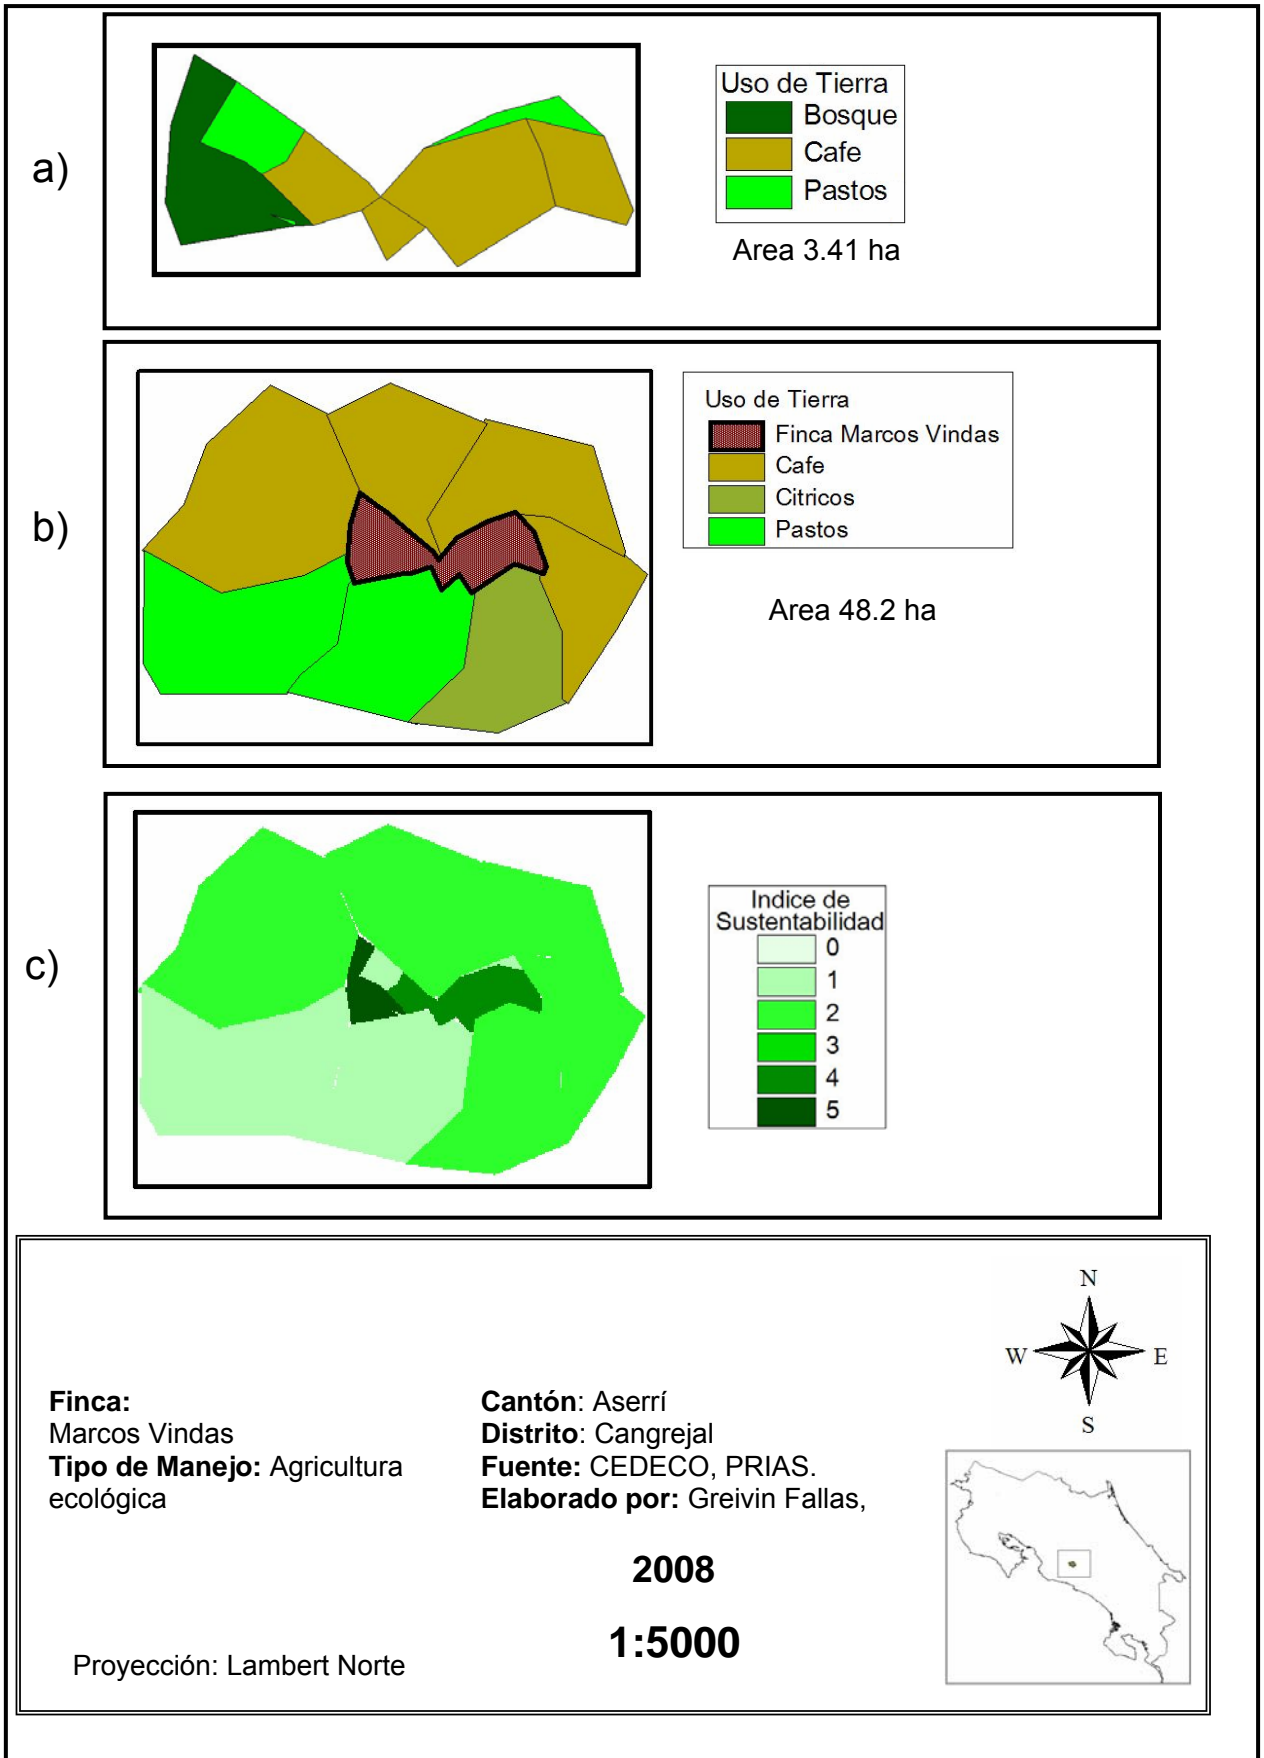 a)
Uso de Tierra
Bosque
Cafe
Pastos
Area 3.41 ha
b)
Uso de Tierra
Finca Marcos Vindas
Cafe
Citricos
Pastos
Area 48.2 ha
c)
Indice de
Sustentabilidad
0
1
2
3
4
5
N
W
E
S
Finca:
Marcos Vindas
Tipo de Manejo: Agricultura
ecológica
Cantón: Aserrí
Distrito: Cangrejal
Fuente: CEDECO, PRIAS.
Elaborado por: Greivin Fallas,
2008
1:5000
Proyección: Lambert Norte